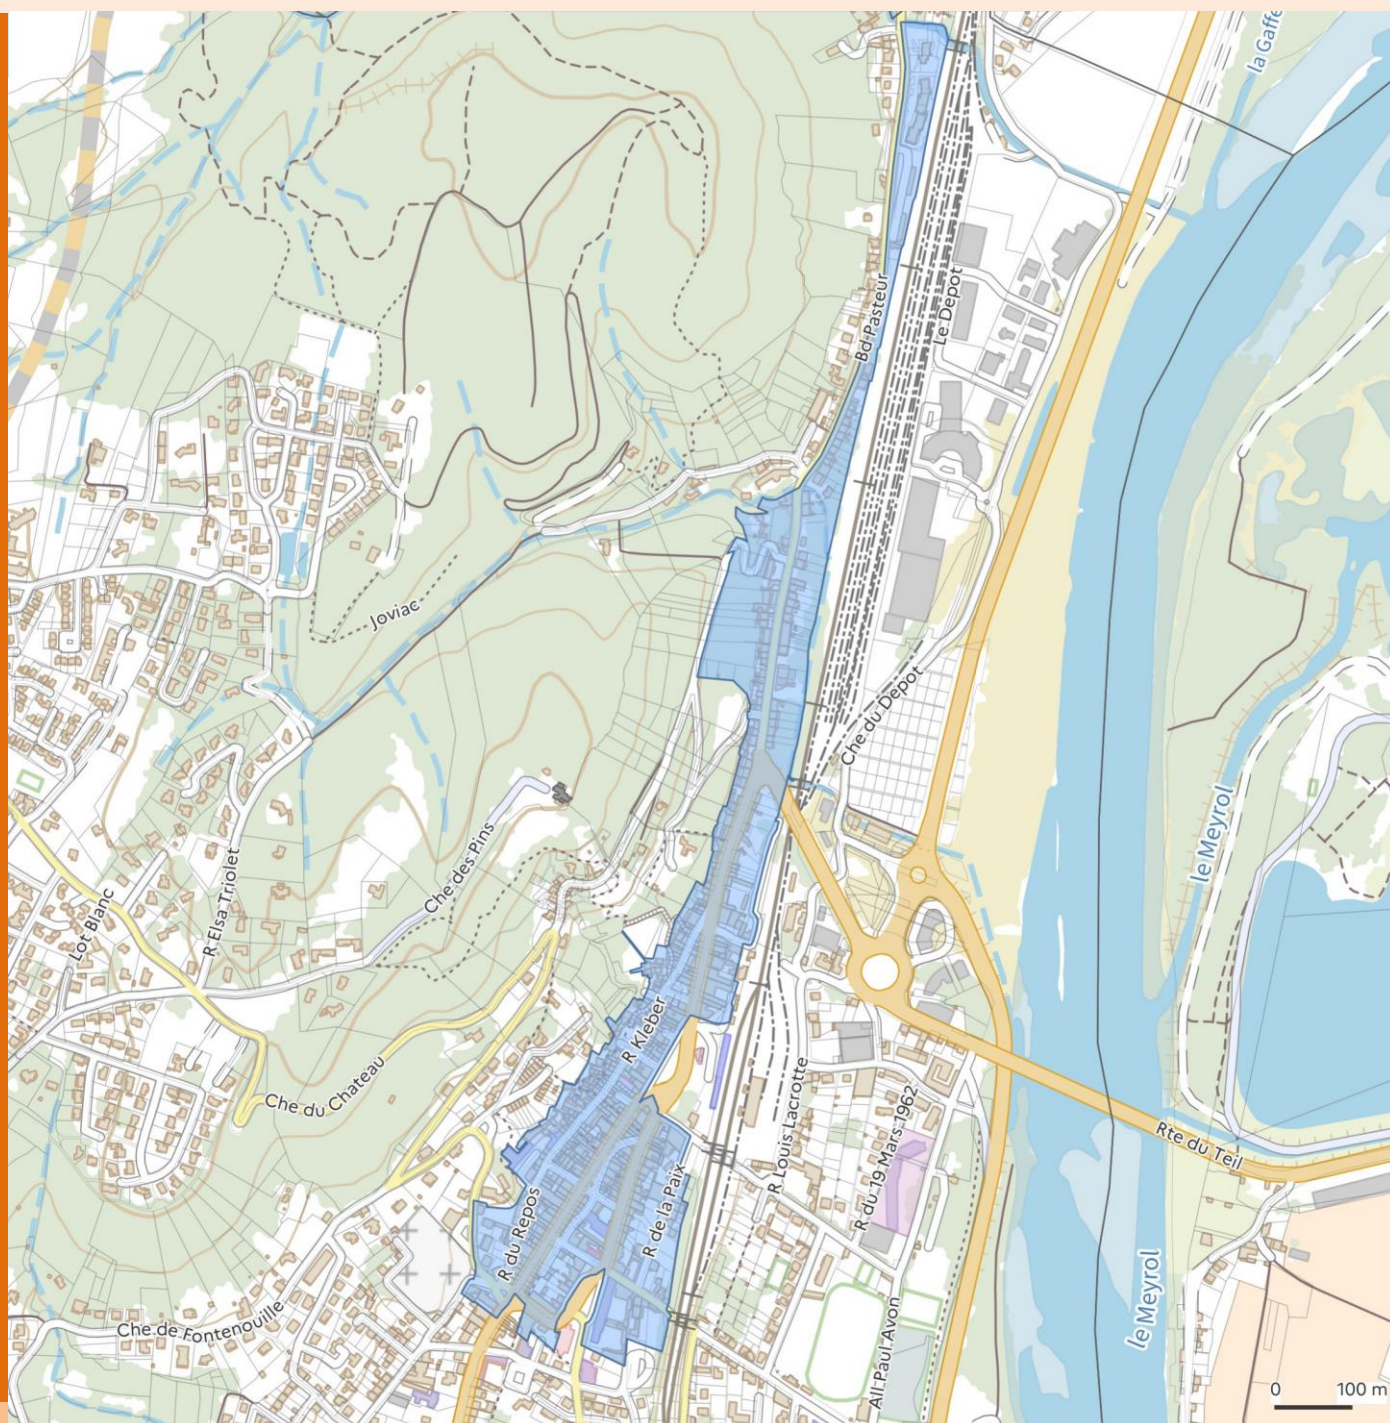 la Gaffe
Bd Pasteur
Le Depot
Joviac
Che du Depot
le Meyrol
Che des Pins
R Elsa Triolet
Lot Blanc
R Kleber
Che du Chateau
R Louis Lacrotte
R du 19 Mars 1962
Rte du Teil
R de la Paix
R du Repos
le Meyrol
Che de Fontenouille
All Paul Avon
0 100 m